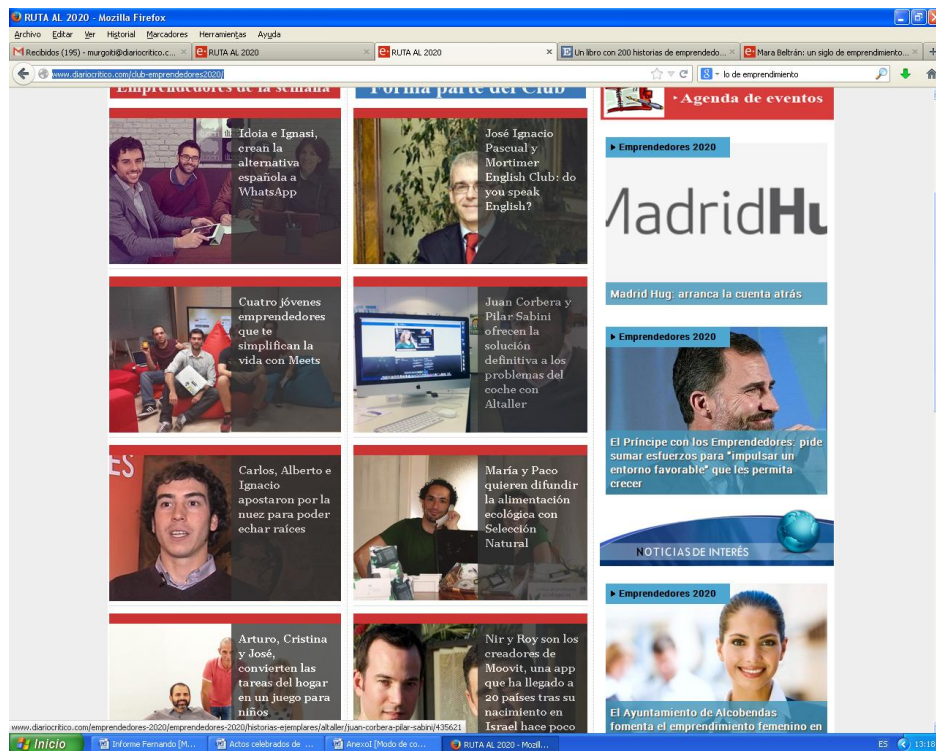 RUTA AL 2020 - Mozilla Firefox
Archivo Editar Ver Historial Marcadores Herramientas Ayuda
Recibidos (195) - murgoiti@diariocritico.c...
RUTA AL 2020
RUTA AL 2020
Un libro con 200 historias de emprendedo...
Mara Beltrán: un siglo de emprendimiento...
www.diariocritico.com/club-emprendedores2020/
lo de emprendimiento
Emprendedores de la semana
Forma parte del Club
Agenda de eventos
Idoia e Ignasi,
crean la
alternativa
española a
WhatsApp
José Ignacio
Pascual y
Mortimer
English Club: do
you speak
English?
Emprendedores 2020
MadridHu
Madrid Hug: arranca la cuenta atrás
Cuatro jóvenes
emprendedores
que te
simplifican la
vida con Meets
Juan Corbera y
Pilar Sabini
ofrecen la
solución
definitiva a los
problemas del
coche con
Altaller
Emprendedores 2020
El Príncipe con los Emprendedores: pide
sumar esfuerzos para "impulsar un
entorno favorable" que les permita
crecer
ES
Carlos, Alberto e
Ignacio
apostaron por la
nuez para poder
echar raíces
María y Paco
quieren difundir
la alimentación
ecológica con
Selección
Natural
NOTICIAS DE INTERÉS
Emprendedores 2020
Arturo, Cristina
y José,
convierten las
tareas del hogar
en un juego para
niños
Nir y Roy son los
creadores de
Moovit, una app
que ha llegado a
20 países tras su
nacimiento en
Israel hace poco
El Ayuntamiento de Alcobendas
fomenta el emprendimiento femenino en
www.diariocritico.com/emprendedores-2020/emprendedores-2020/historias-ejemplares/altaller/juan-corbera-pilar-sabini/435621
Inicio
Informe Fernando [M...
Actos celebrados de ...
AnexoI [Modo de co...
RUTA AL 2020 - Mozil...
ES
13:18